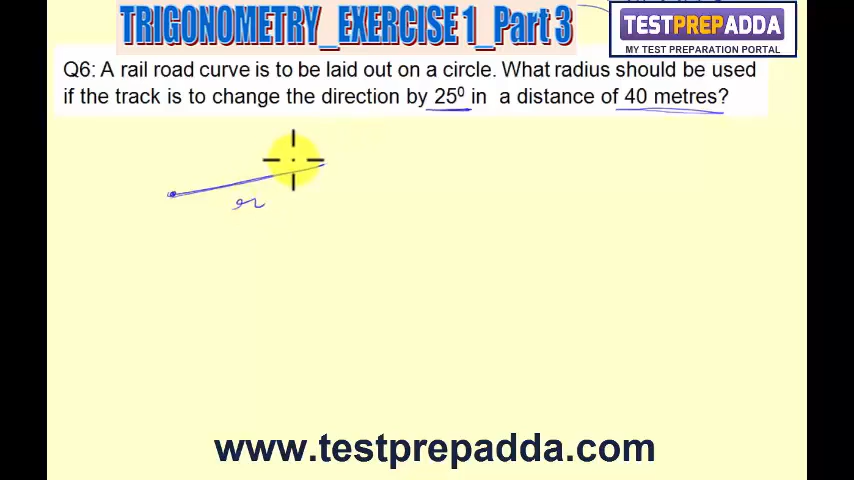 TRIGONOMETRY_EXERCISE 1_Part 3
TESTPREPADDA
MY TEST PREPARATION PORTAL
Q6: A rail road curve is to be laid out on a circle. What radius should be used
if the track is to change the direction by 25⁰ in a distance of 40 metres?
r
www.testprepadda.com